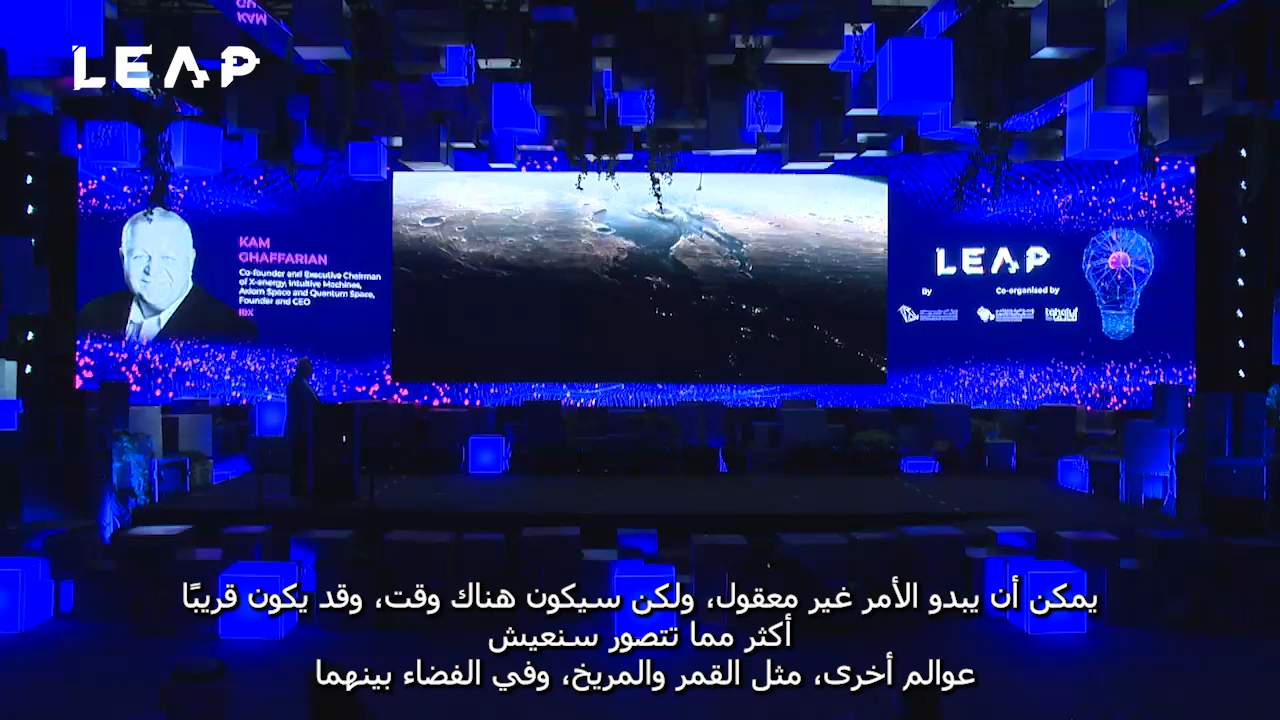 LEAP
KAM
GHAFFARIAN
Co-founder and Executive Chairman
of X-energy, Intuitive Machines,
Axiom Space and Quantum Space,
Founder and CEO
IBX
LEAP
By
Co-organised by
tahaluf
يمكن أن يبدو الأمر غير معقول، ولكن سيكون هناك وقت، وقد يكون قريبًا
أكثر مما تتصور سنعيش
عوالم أخرى، مثل القمر والمريخ، وفي الفضاء بينهما